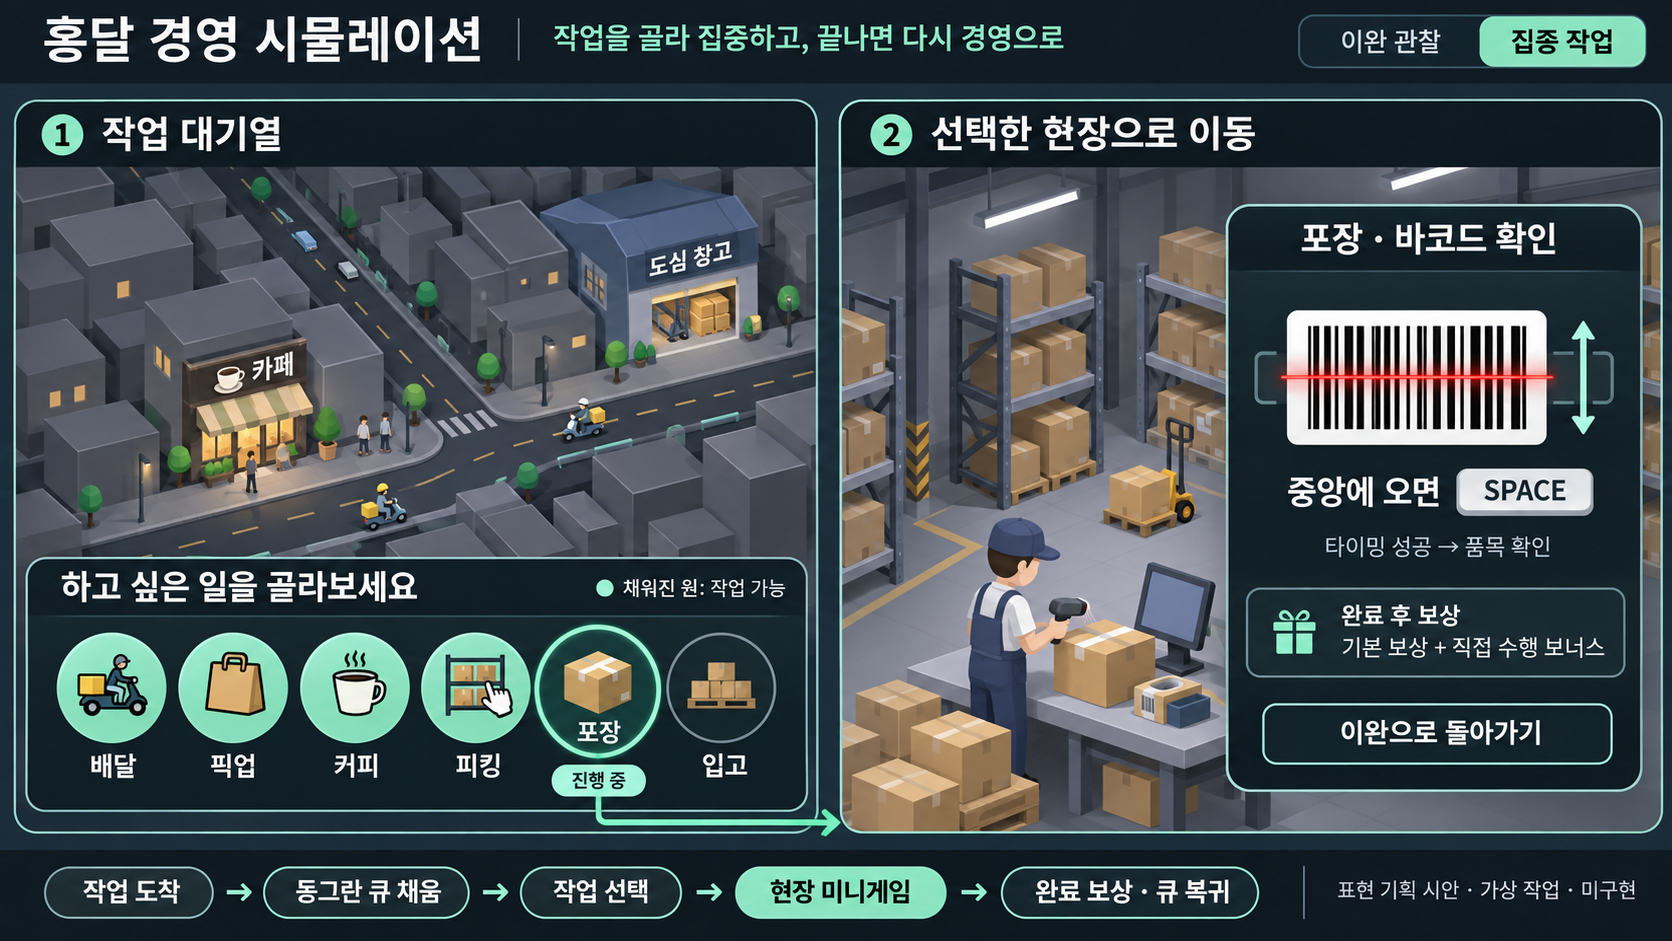 홍달 경영 시뮬레이션
작업을 골라 집중하고, 끝나면 다시 경영으로
이완 관찰
집중 작업
1 작업 대기열
도심 창고
카페
하고 싶은 일을 골라보세요
채워진 원: 작업 가능
배달
픽업
커피
피킹
포장
진행 중
입고
2 선택한 현장으로 이동
포장 · 바코드 확인
중앙에 오면 SPACE
타이밍 성공 → 품목 확인
완료 후 보상
기본 보상 + 직접 수행 보너스
이완으로 돌아가기
작업 도착 → 동그란 큐 채움 → 작업 선택 → 현장 미니게임 → 완료 보상 · 큐 복귀
표현 기획 시안 · 가상 작업 · 미구현